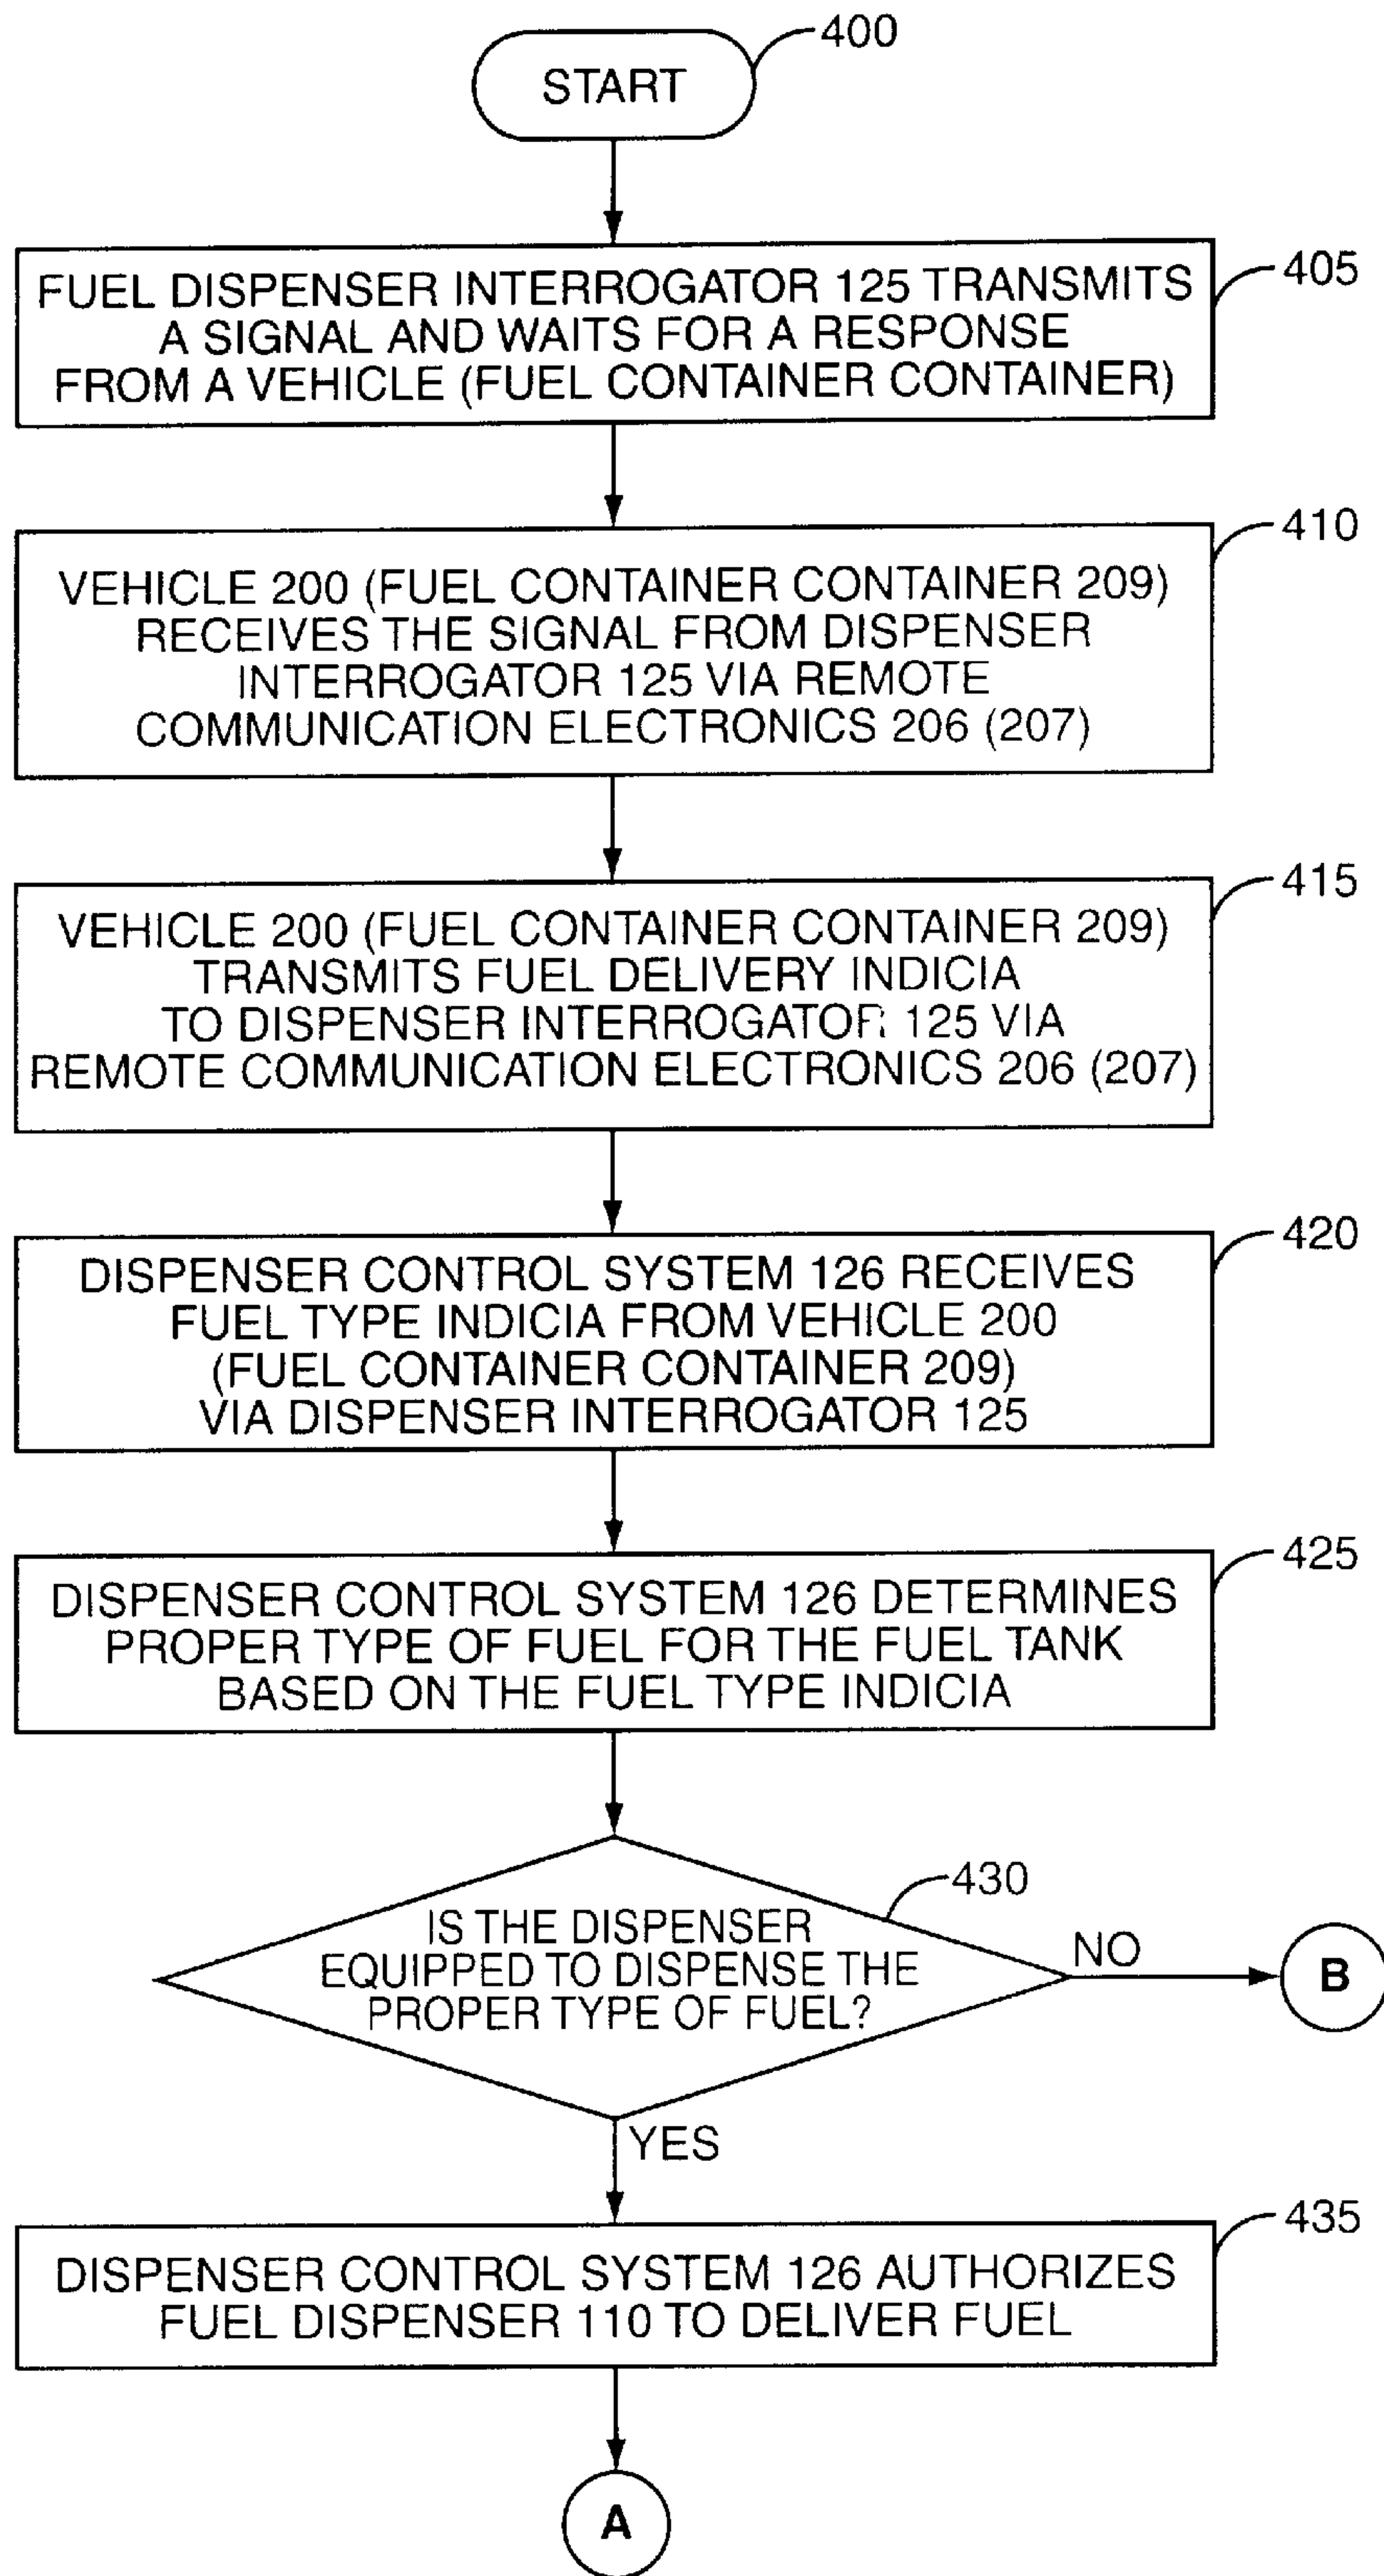 START
400
FUEL DISPENSER INTERROGATOR 125 TRANSMITS
A SIGNAL AND WAITS FOR A RESPONSE
FROM A VEHICLE (FUEL CONTAINER CONTAINER)
405
VEHICLE 200 (FUEL CONTAINER CONTAINER 209)
RECEIVES THE SIGNAL FROM DISPENSER
INTERROGATOR 125 VIA REMOTE
COMMUNICATION ELECTRONICS 206 (207)
410
VEHICLE 200 (FUEL CONTAINER CONTAINER 209)
TRANSMITS FUEL DELIVERY INDICIA
TO DISPENSER INTERROGATOR 125 VIA
REMOTE COMMUNICATION ELECTRONICS 206 (207)
415
DISPENSER CONTROL SYSTEM 126 RECEIVES
FUEL TYPE INDICIA FROM VEHICLE 200
(FUEL CONTAINER CONTAINER 209)
VIA DISPENSER INTERROGATOR 125
420
DISPENSER CONTROL SYSTEM 126 DETERMINES
PROPER TYPE OF FUEL FOR THE FUEL TANK
BASED ON THE FUEL TYPE INDICIA
425
IS THE DISPENSER
EQUIPPED TO DISPENSE THE
PROPER TYPE OF FUEL?
430
NO
B
YES
DISPENSER CONTROL SYSTEM 126 AUTHORIZES
FUEL DISPENSER 110 TO DELIVER FUEL
435
A